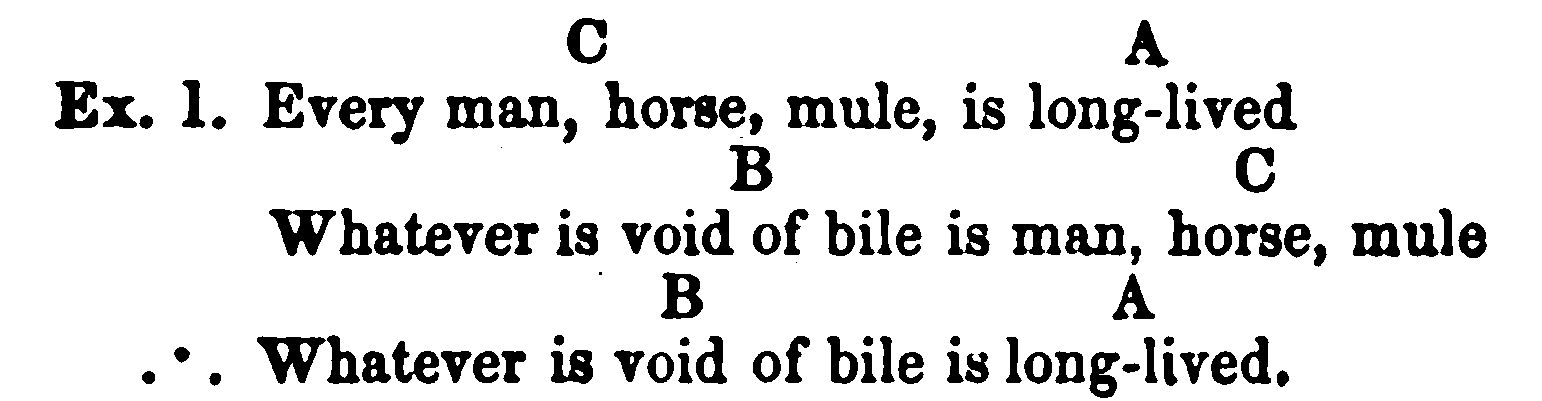 C A
Ex. 1. Every man, horse, mule, is long-lived
B C
Whatever is void of bile is man, horse, mule
B A
.·. Whatever is void of bile is long-lived.